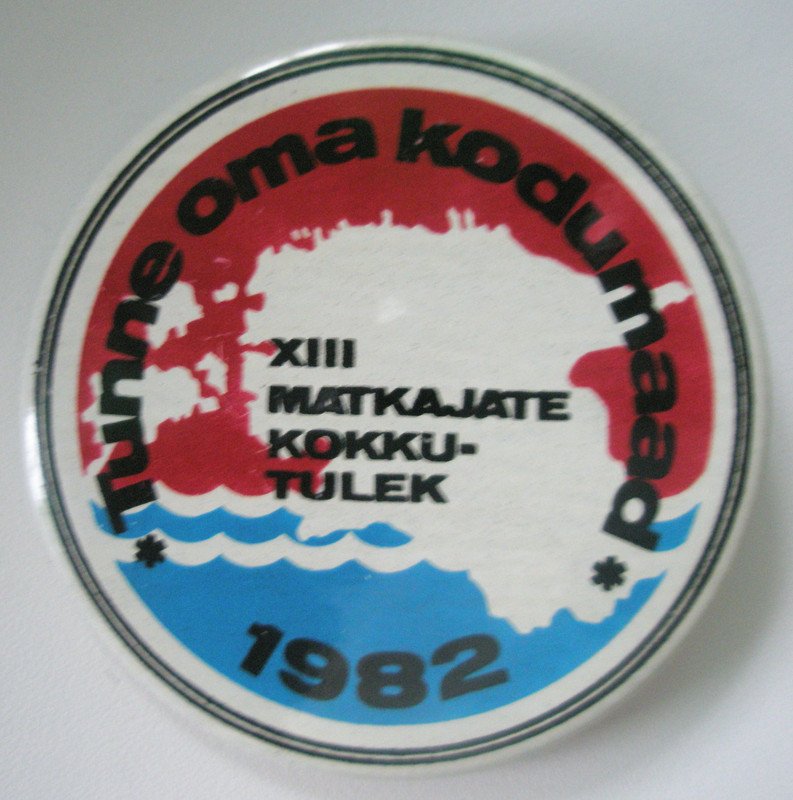 Tunne oma kodumaad
XIII
MATKAJATE
KOKKU-
TULEK
* 1982 *